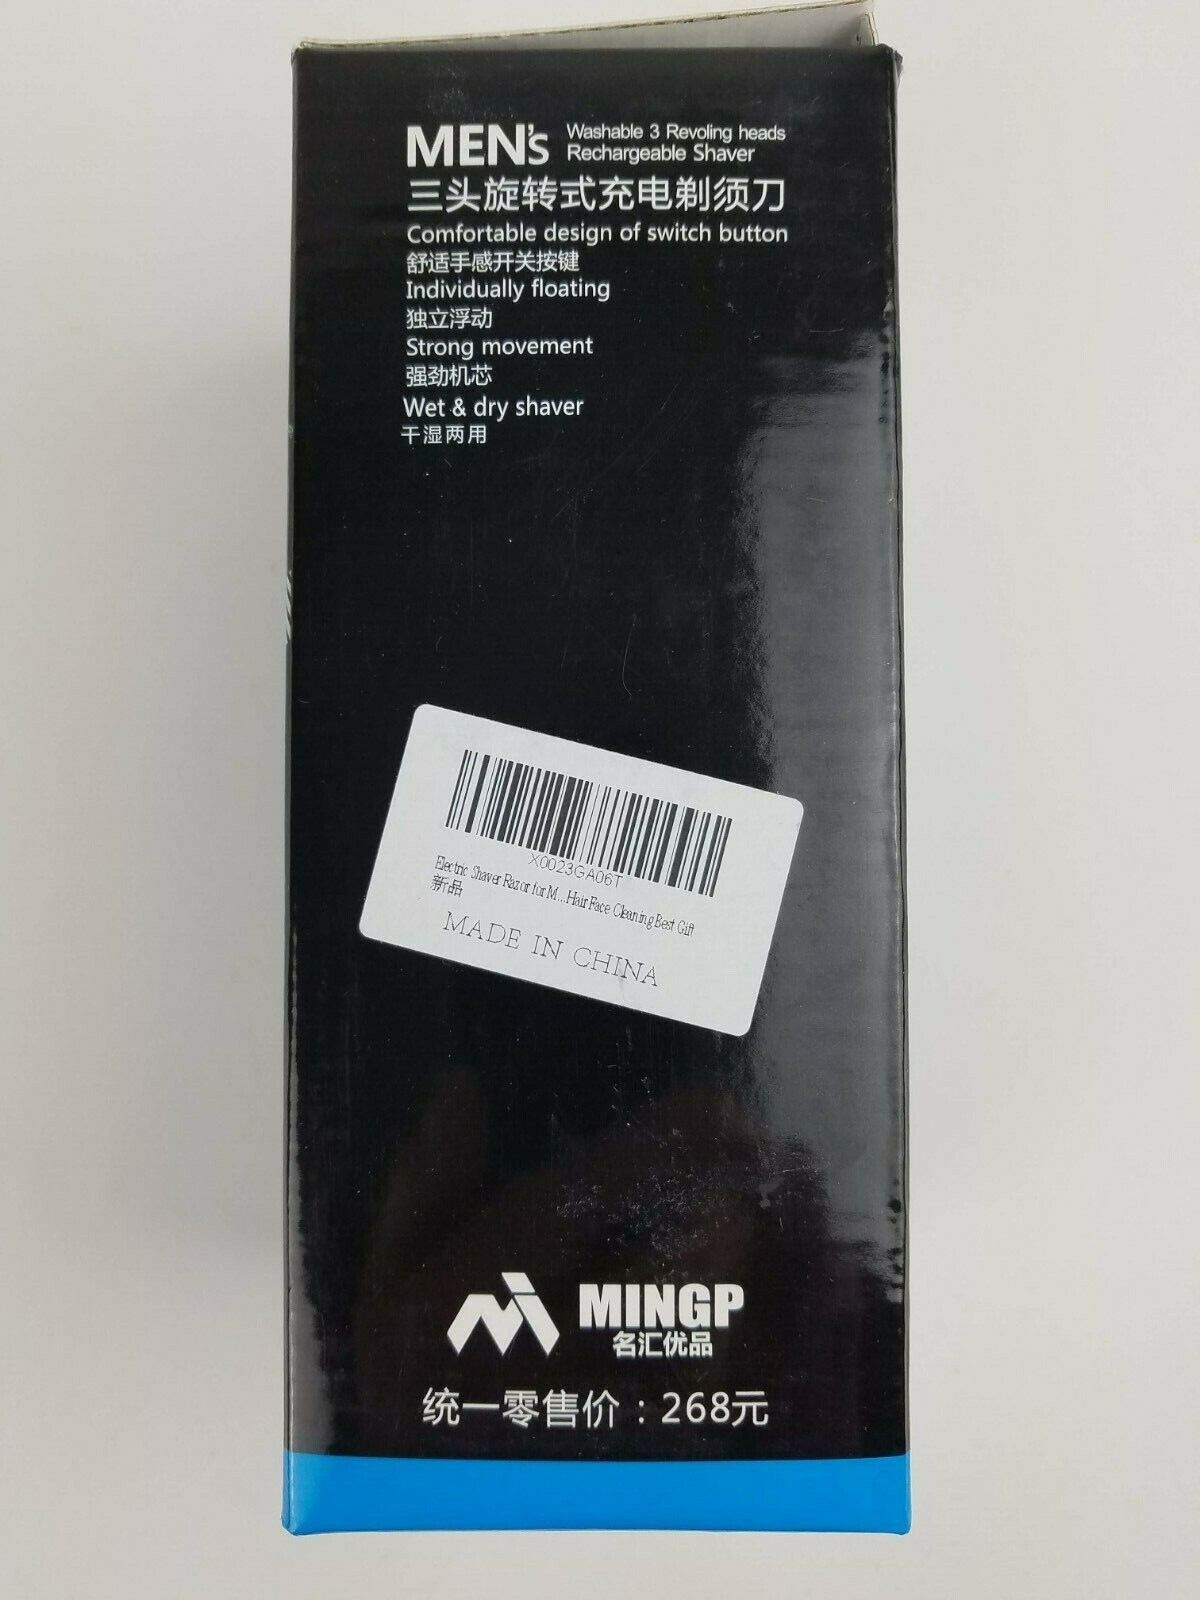 MEN's Washable 3 Revoling heads
Rechargeable Shaver
三头旋转式充电剃须刀
Comfortable design of switch button
舒适手感开关按键
Individually floating
独立浮动
Strong movement
强劲机芯
Wet & dry shaver
干湿两用
X0023GA06T
Electric Shaver Razor for M...Hair Face Cleaning Best Gift
新品
MADE IN CHINA
MINGP
名汇优品
统一零售价：268元